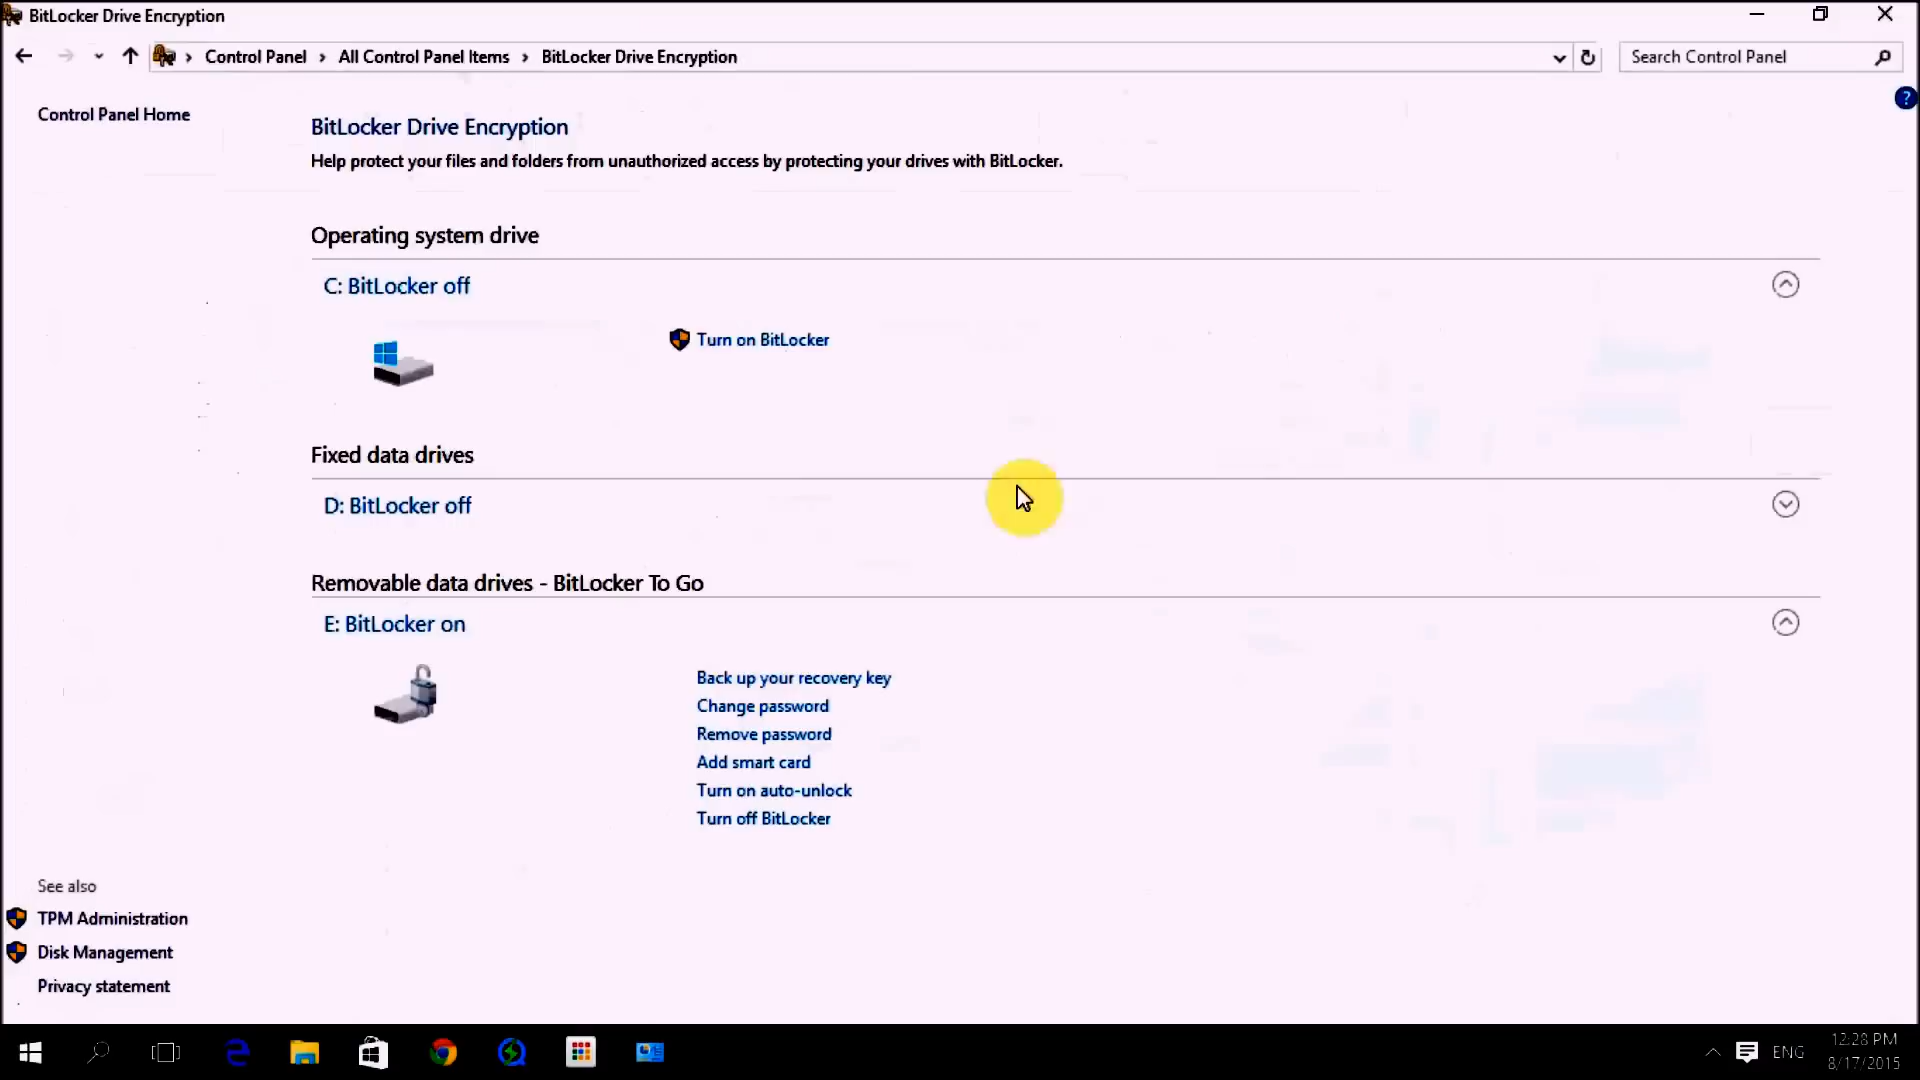 BitLocker Drive Encryption
Control Panel › All Control Panel Items › BitLocker Drive Encryption
Search Control Panel
?
Control Panel Home
BitLocker Drive Encryption
Help protect your files and folders from unauthorized access by protecting your drives with BitLocker.
Operating system drive
C: BitLocker off
Turn on BitLocker
Fixed data drives
D: BitLocker off
Removable data drives - BitLocker To Go
E: BitLocker on
Back up your recovery key
Change password
Remove password
Add smart card
Turn on auto-unlock
Turn off BitLocker
See also
TPM Administration
Disk Management
Privacy statement
ENG
12:28 PM
8/17/2015